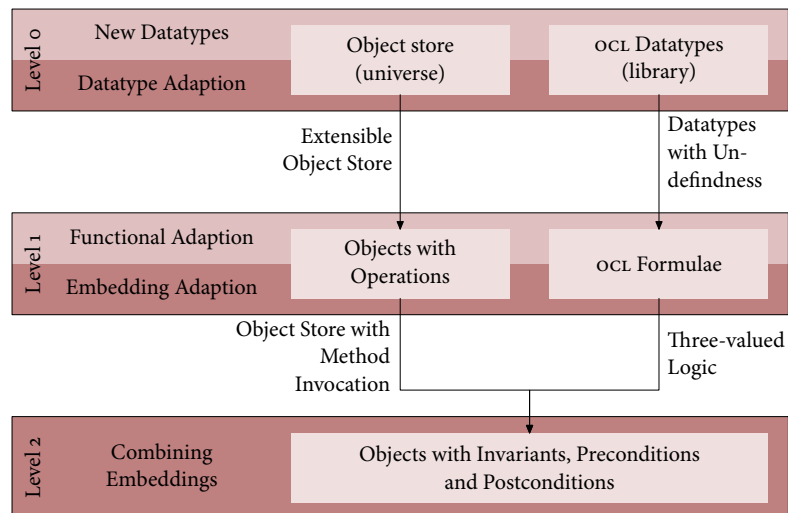 Level 0
New Datatypes
Datatype Adaption
Object store
(universe)
OCL Datatypes
(library)
Extensible
Object Store
Datatypes
with Un-
defindness
Level 1
Functional Adaption
Embedding Adaption
Objects with
Operations
OCL Formulae
Object Store with
Method
Invocation
Three-valued
Logic
Level 2
Combining
Embeddings
Objects with Invariants, Preconditions
and Postconditions